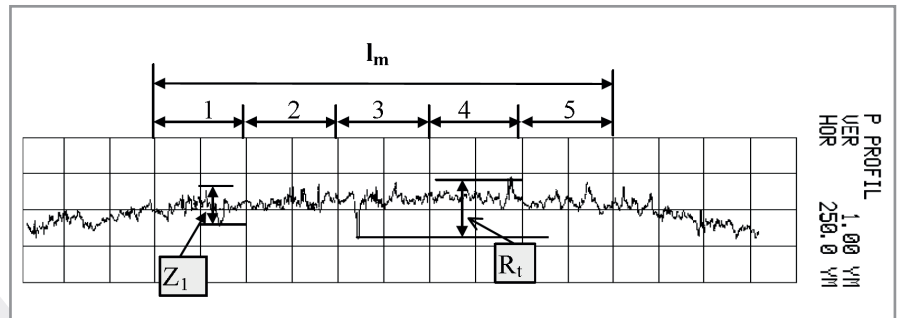 lm
1 2 3 4 5
Z1
Rt
P PROFIL
VER 1.00 YM
HOR 250.0 YM